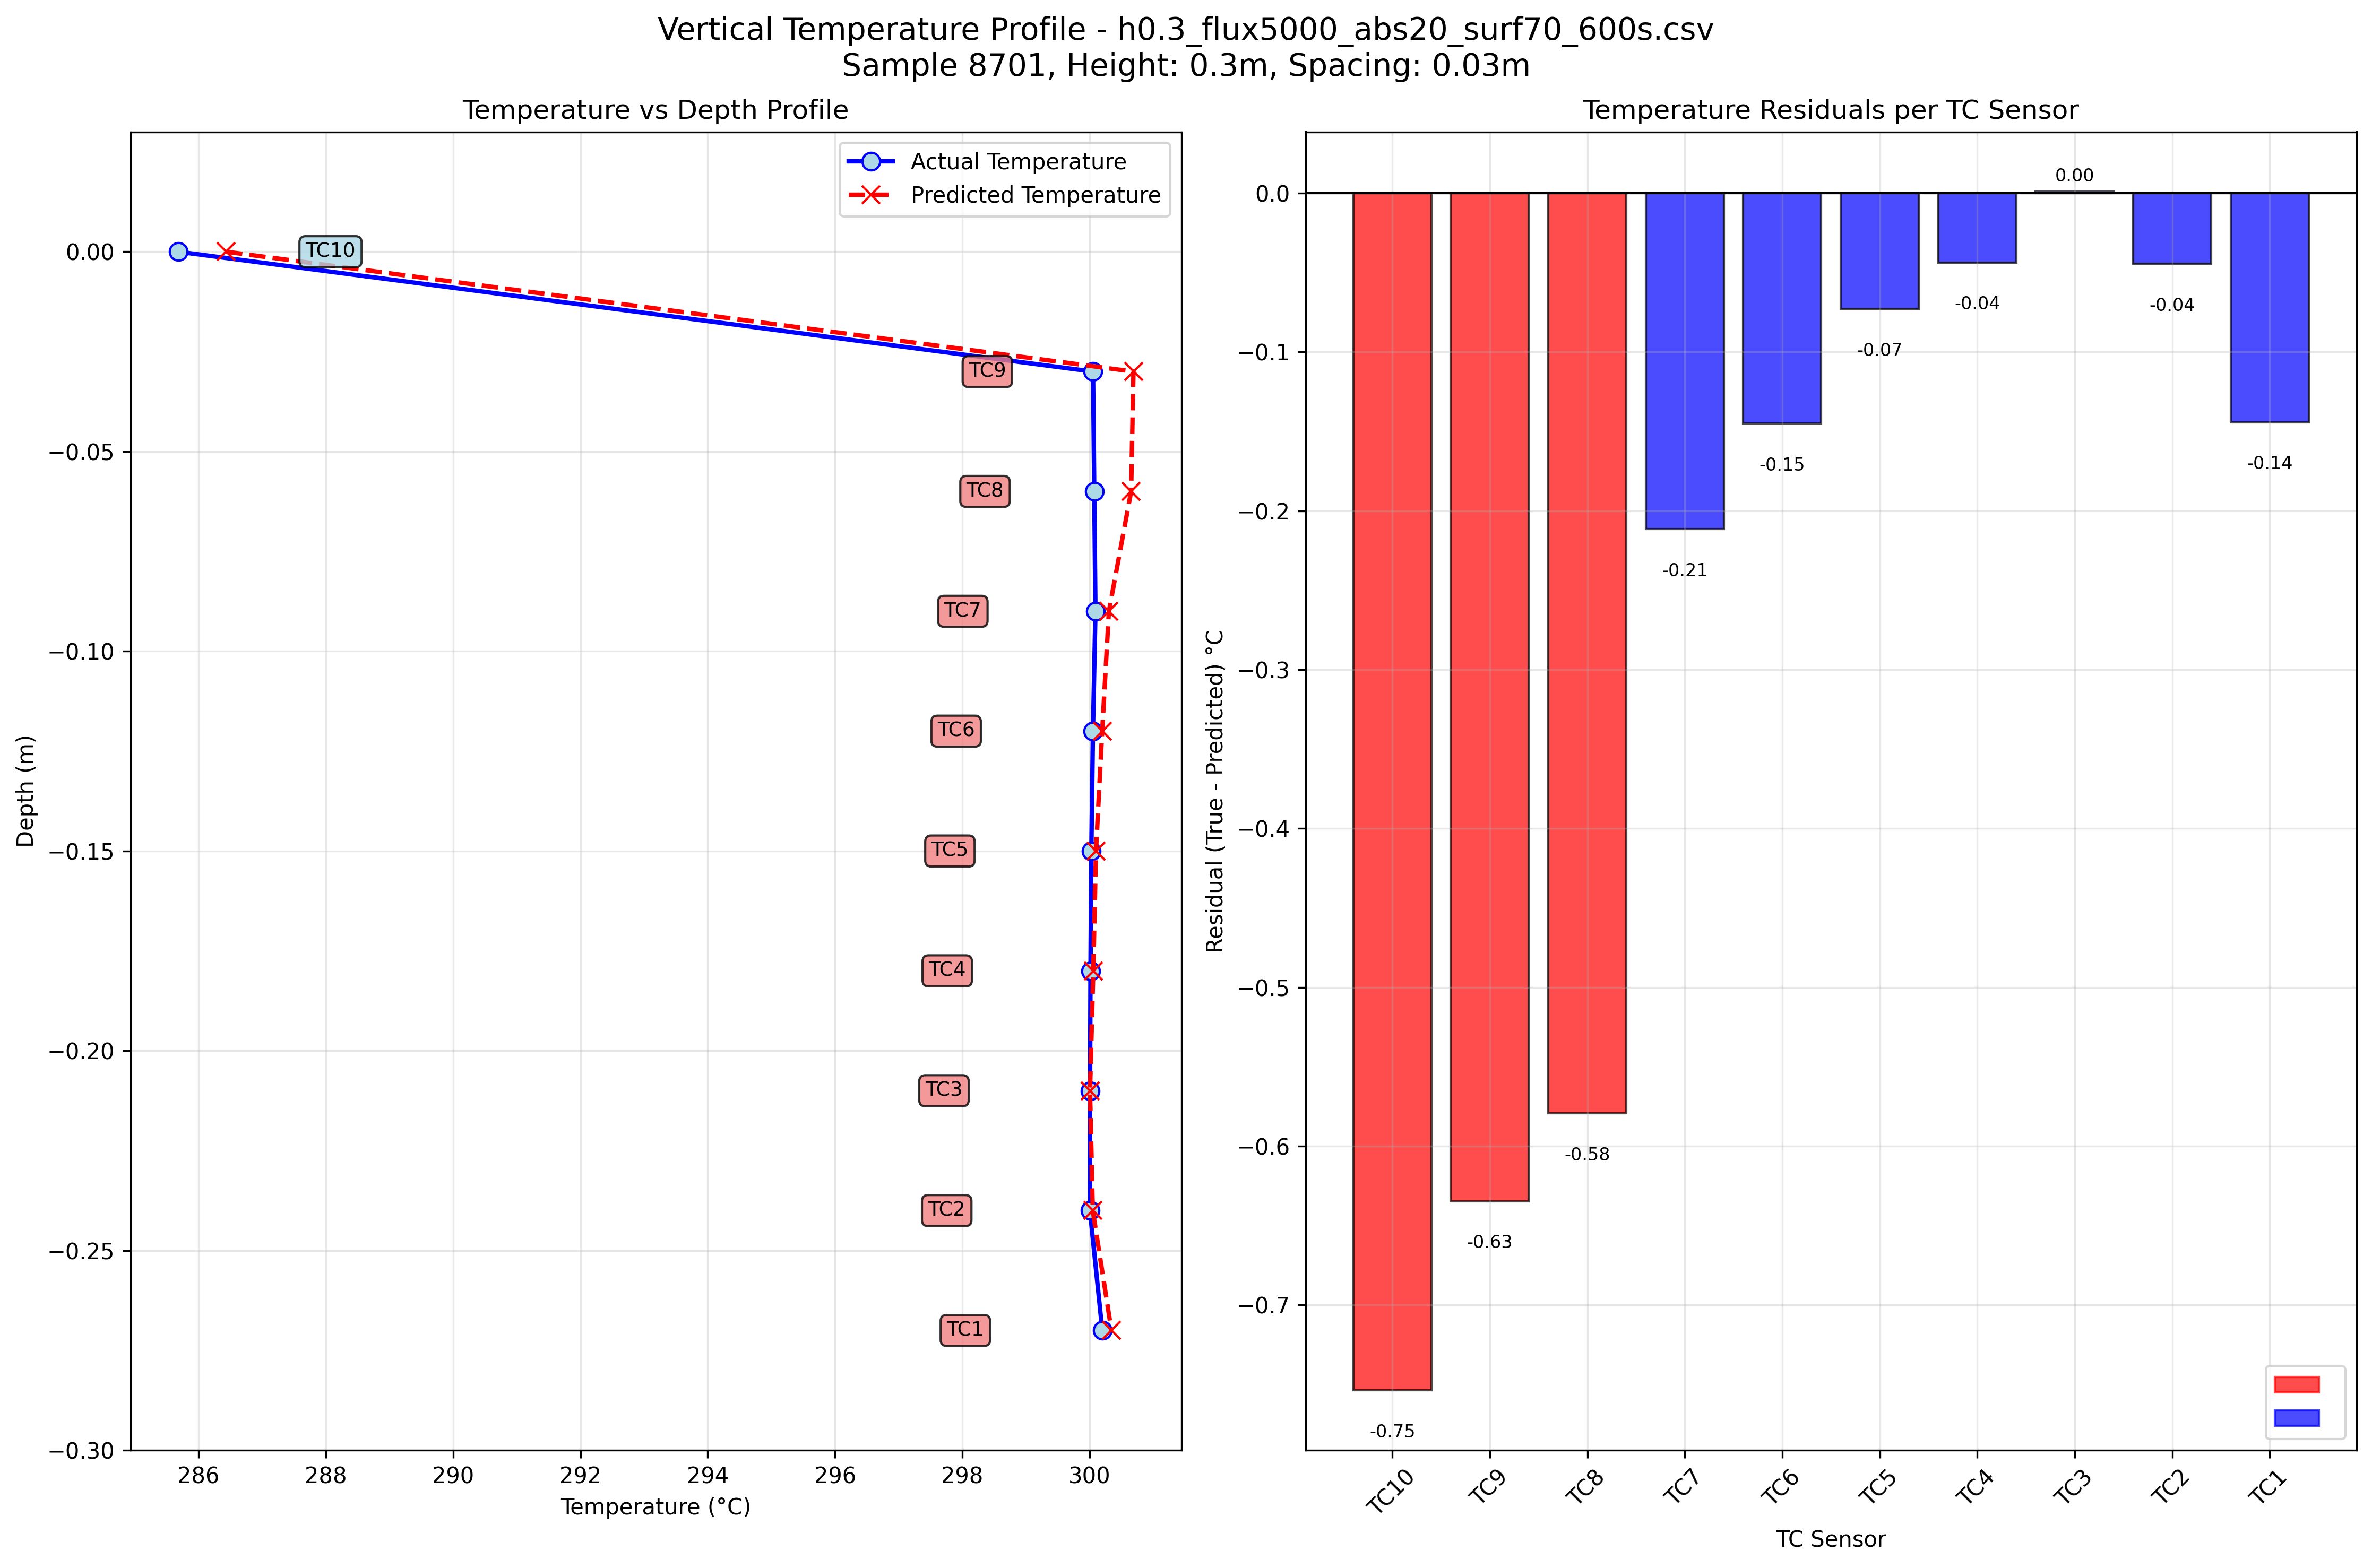 Vertical Temperature Profile - h0.3_flux5000_abs20_surf70_600s.csv
Sample 8701, Height: 0.3m, Spacing: 0.03m
Temperature vs Depth Profile
Actual Temperature
Predicted Temperature
TC10
TC9
TC8
TC7
TC6
TC5
TC4
TC3
TC2
TC1
0.00
−0.05
−0.10
−0.15
−0.20
−0.25
−0.30
Depth (m)
286 288 290 292 294 296 298 300
Temperature (°C)
Temperature Residuals per TC Sensor
0.0
−0.1
−0.2
−0.3
−0.4
−0.5
−0.6
−0.7
Residual (True - Predicted) °C
-0.75
-0.63
-0.58
-0.21
-0.15
-0.07
-0.04
0.00
-0.04
-0.14
TC10 TC9 TC8 TC7 TC6 TC5 TC4 TC3 TC2 TC1
TC Sensor